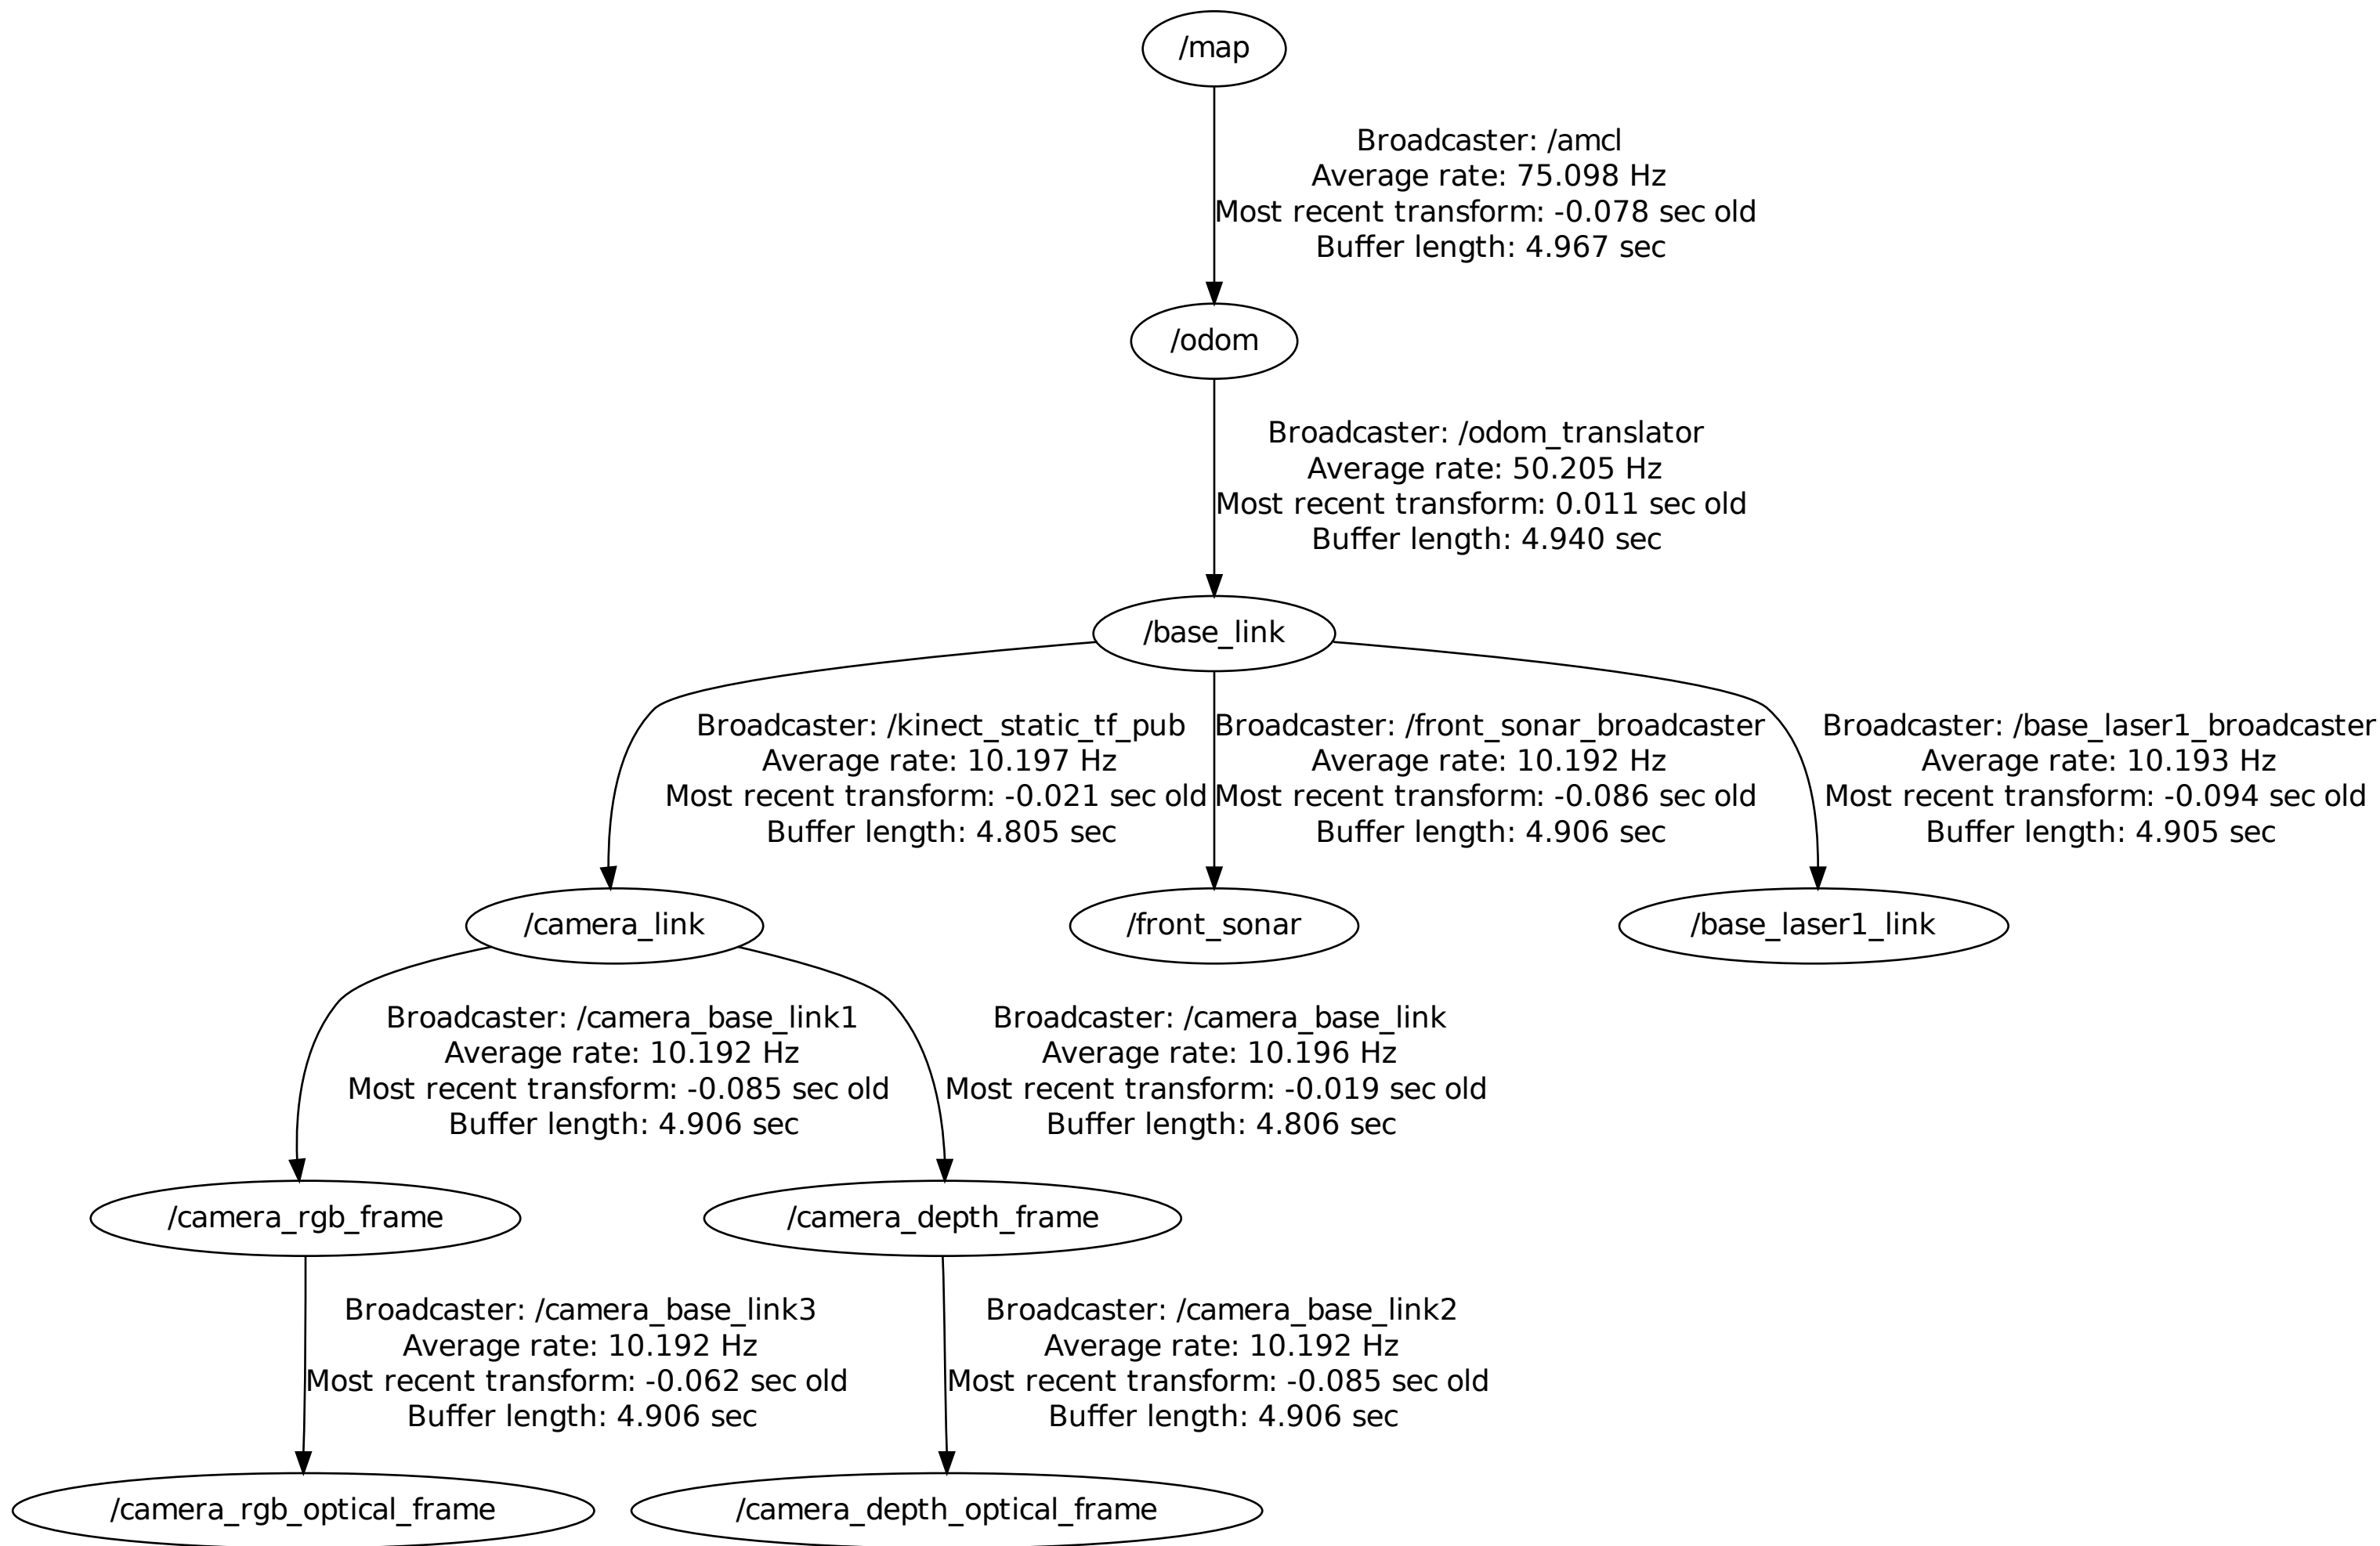 /map
Broadcaster: /amcl
Average rate: 75.098 Hz
Most recent transform: -0.078 sec old
Buffer length: 4.967 sec
/odom
Broadcaster: /odom_translator
Average rate: 50.205 Hz
Most recent transform: 0.011 sec old
Buffer length: 4.940 sec
/base_link
Broadcaster: /kinect_static_tf_pub
Average rate: 10.197 Hz
Most recent transform: -0.021 sec old
Buffer length: 4.805 sec
Broadcaster: /front_sonar_broadcaster
Average rate: 10.192 Hz
Most recent transform: -0.086 sec old
Buffer length: 4.906 sec
Broadcaster: /base_laser1_broadcaster
Average rate: 10.193 Hz
Most recent transform: -0.094 sec old
Buffer length: 4.905 sec
/camera_link
/front_sonar
/base_laser1_link
Broadcaster: /camera_base_link1
Average rate: 10.192 Hz
Most recent transform: -0.085 sec old
Buffer length: 4.906 sec
Broadcaster: /camera_base_link
Average rate: 10.196 Hz
Most recent transform: -0.019 sec old
Buffer length: 4.806 sec
/camera_rgb_frame
/camera_depth_frame
Broadcaster: /camera_base_link3
Average rate: 10.192 Hz
Most recent transform: -0.062 sec old
Buffer length: 4.906 sec
Broadcaster: /camera_base_link2
Average rate: 10.192 Hz
Most recent transform: -0.085 sec old
Buffer length: 4.906 sec
/camera_rgb_optical_frame
/camera_depth_optical_frame